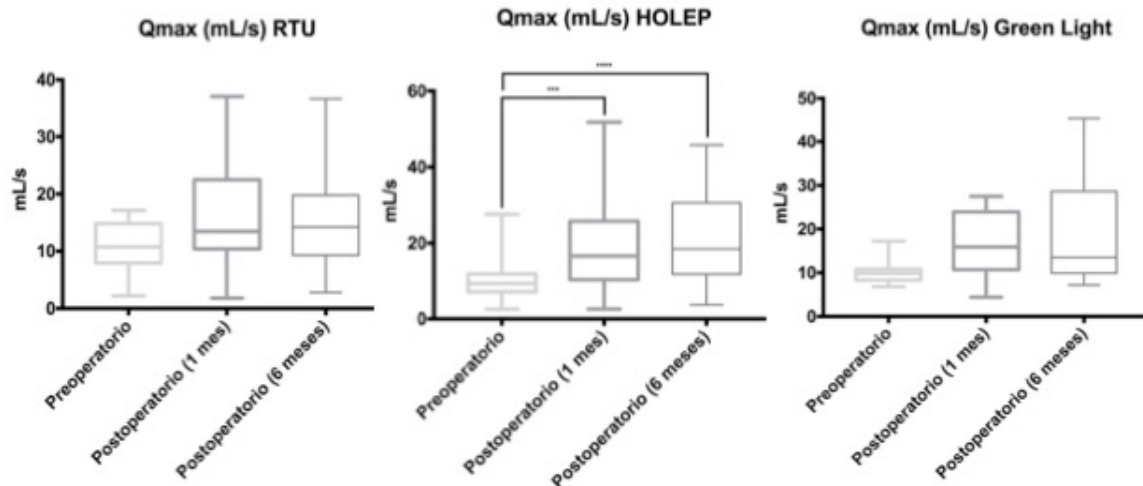 Qmax (mL/s) RTU
mL/s
40
30
20
10
0
Preoperatorio
Postoperatorio (1 mes)
Postoperatorio (6 meses)
Qmax (mL/s) HOLEP
mL/s
60
40
20
0
***
****
Preoperatorio
Postoperatorio (1 mes)
Postoperatorio (6 meses)
Qmax (mL/s) Green Light
mL/s
50
40
30
20
10
0
Preoperatorio
Postoperatorio (1 mes)
Postoperatorio (6 meses)